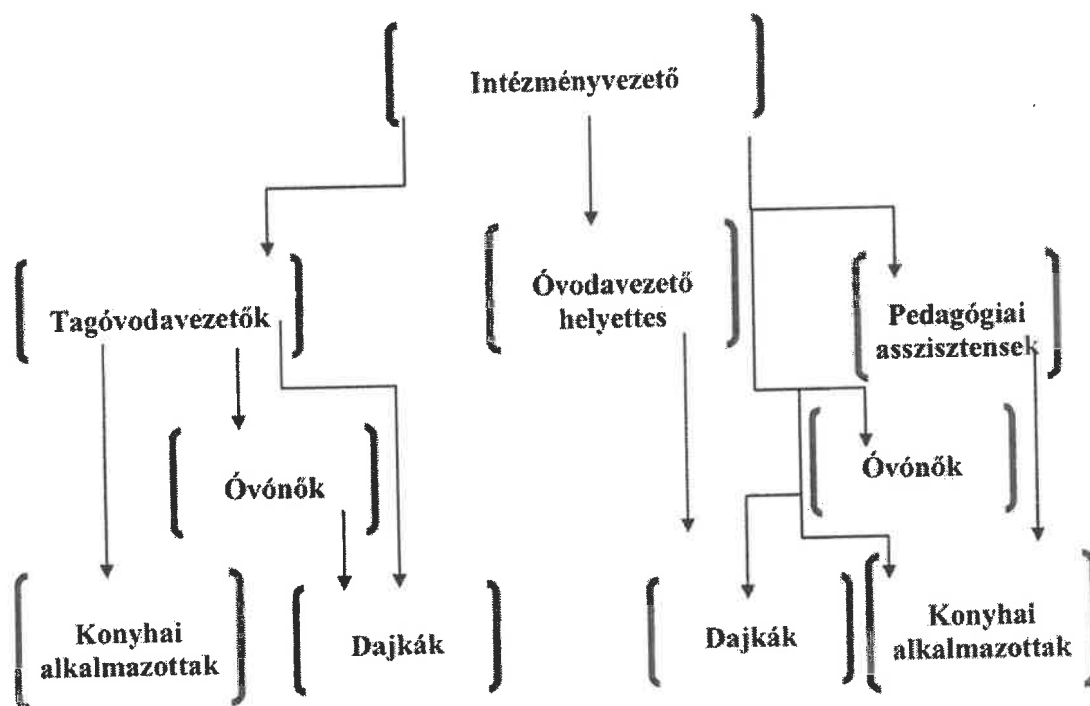 Intézményvezető
Tagóvodavezetők
Óvodavezető
helyettes
Pedagógiai
asszisztensek
Óvónők
Óvónők
Konyhai
alkalmazottak
Dajkák
Dajkák
Konyhai
alkalmazottak